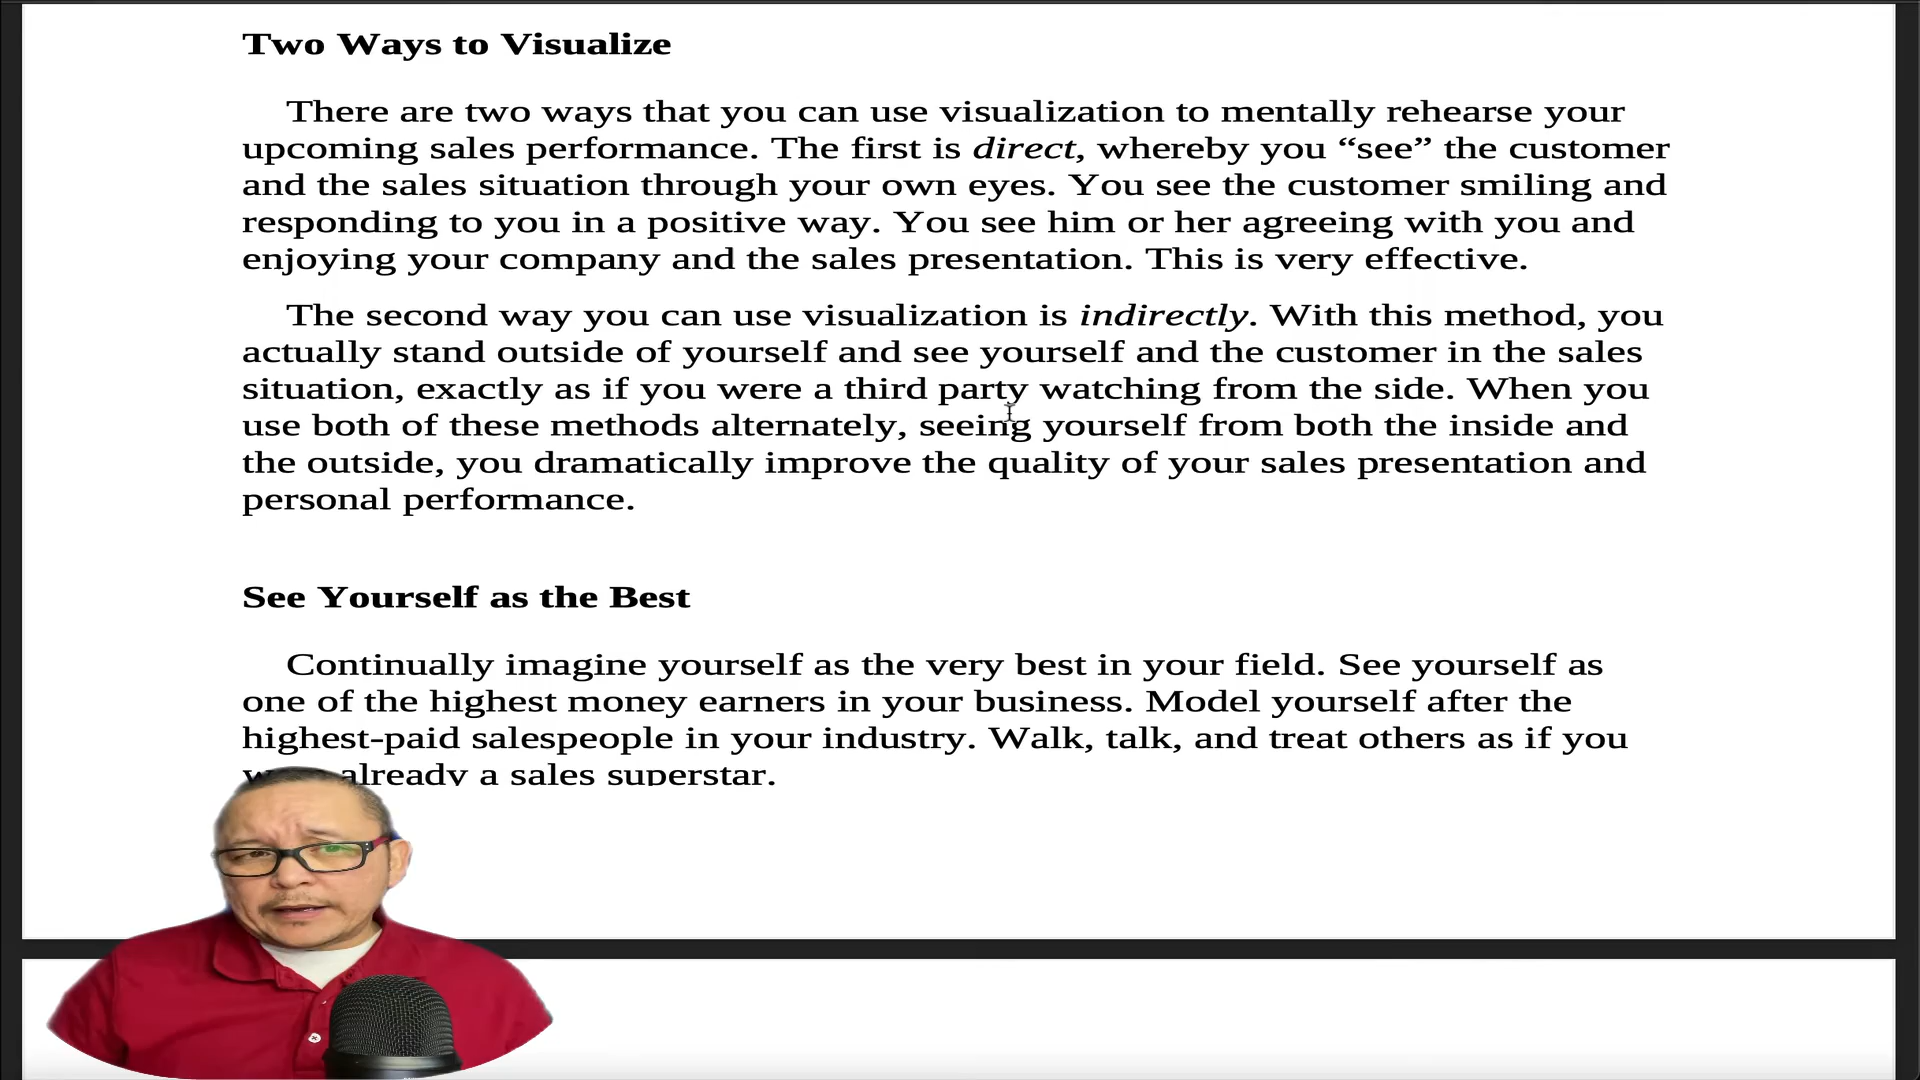 Two Ways to Visualize
There are two ways that you can use visualization to mentally rehearse your
upcoming sales performance. The first is direct, whereby you “see” the customer
and the sales situation through your own eyes. You see the customer smiling and
responding to you in a positive way. You see him or her agreeing with you and
enjoying your company and the sales presentation. This is very effective.
The second way you can use visualization is indirectly. With this method, you
actually stand outside of yourself and see yourself and the customer in the sales
situation, exactly as if you were a third party watching from the side. When you
use both of these methods alternately, seeing yourself from both the inside and
the outside, you dramatically improve the quality of your sales presentation and
personal performance.
See Yourself as the Best
Continually imagine yourself as the very best in your field. See yourself as
one of the highest money earners in your business. Model yourself after the
highest-paid salespeople in your industry. Walk, talk, and treat others as if you
already a sales superstar.